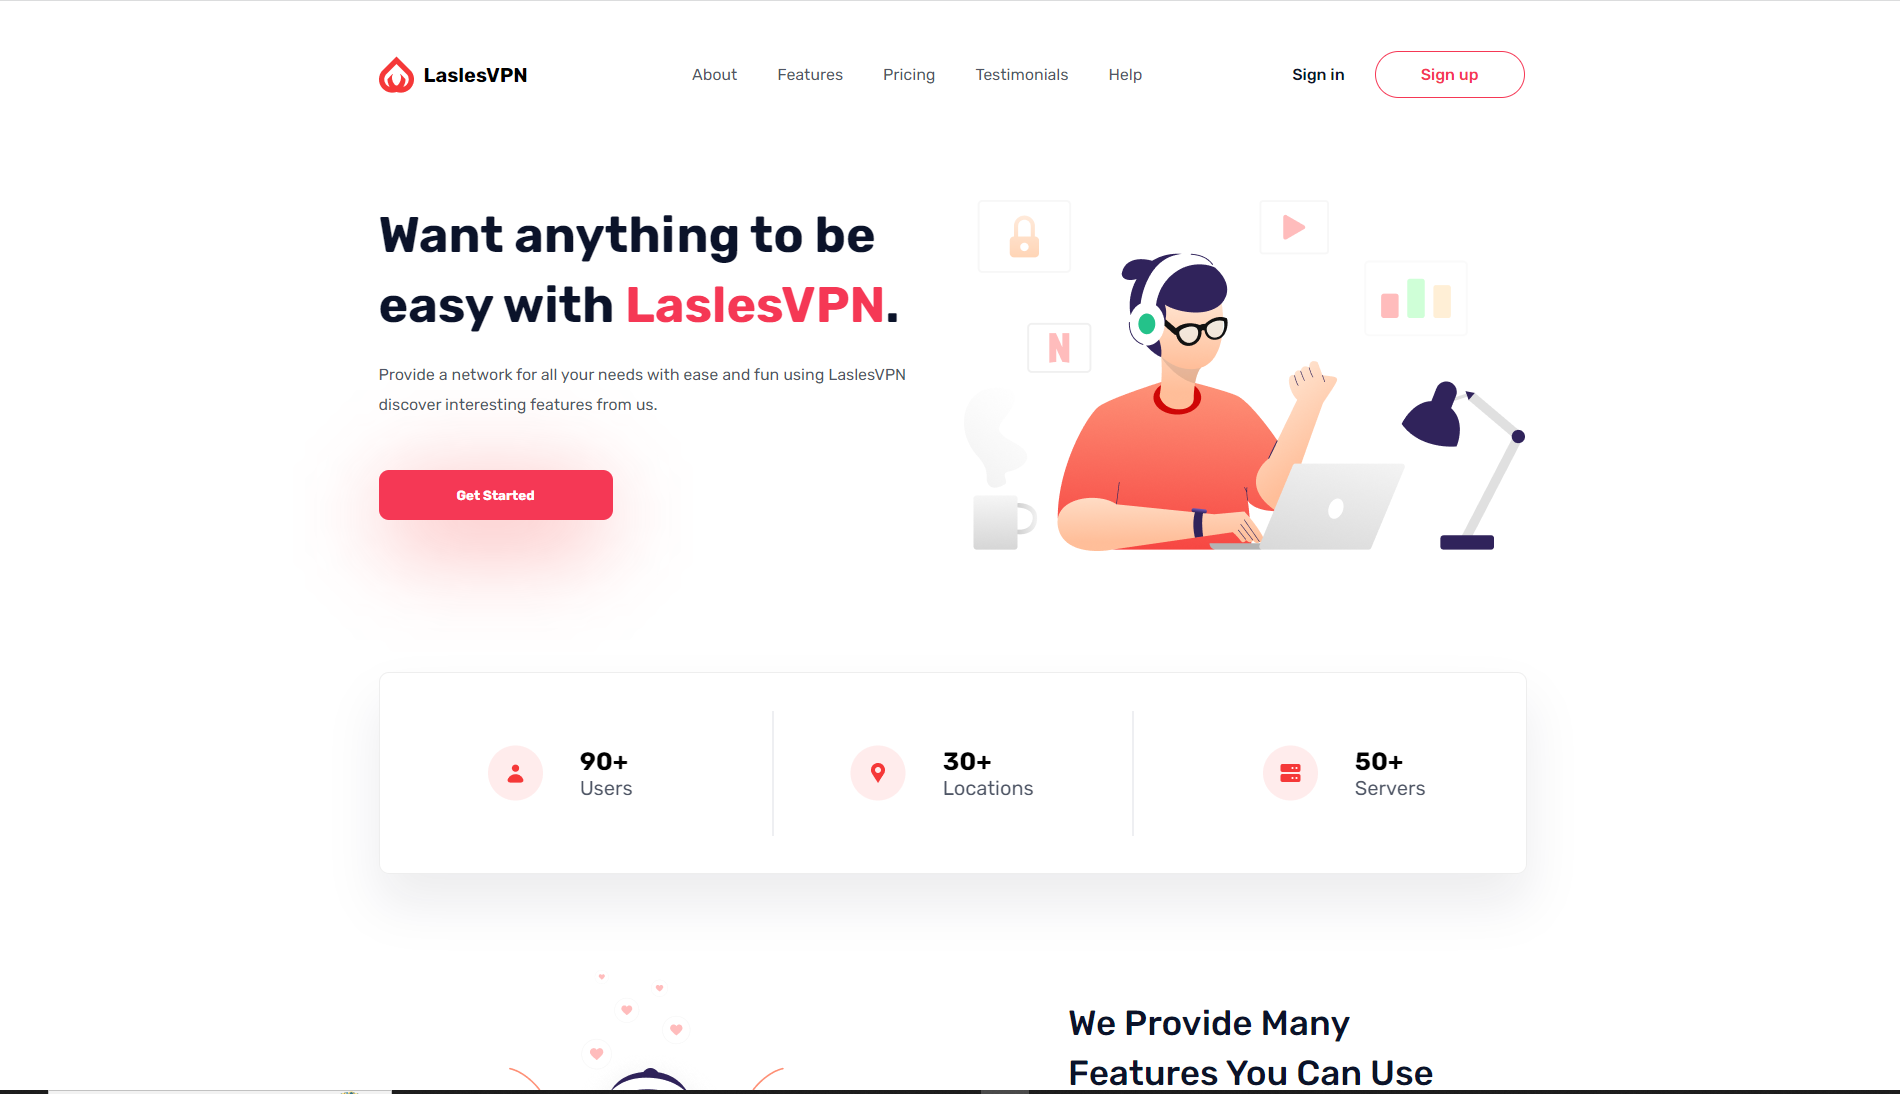 LaslesVPN
About
Features
Pricing
Testimonials
Help
Sign in
Sign up
Want anything to be
easy with LaslesVPN.
Provide a network for all your needs with ease and fun using LaslesVPN
discover interesting features from us.
Get Started
N
90+
Users
30+
Locations
50+
Servers
We Provide Many
Features You Can Use